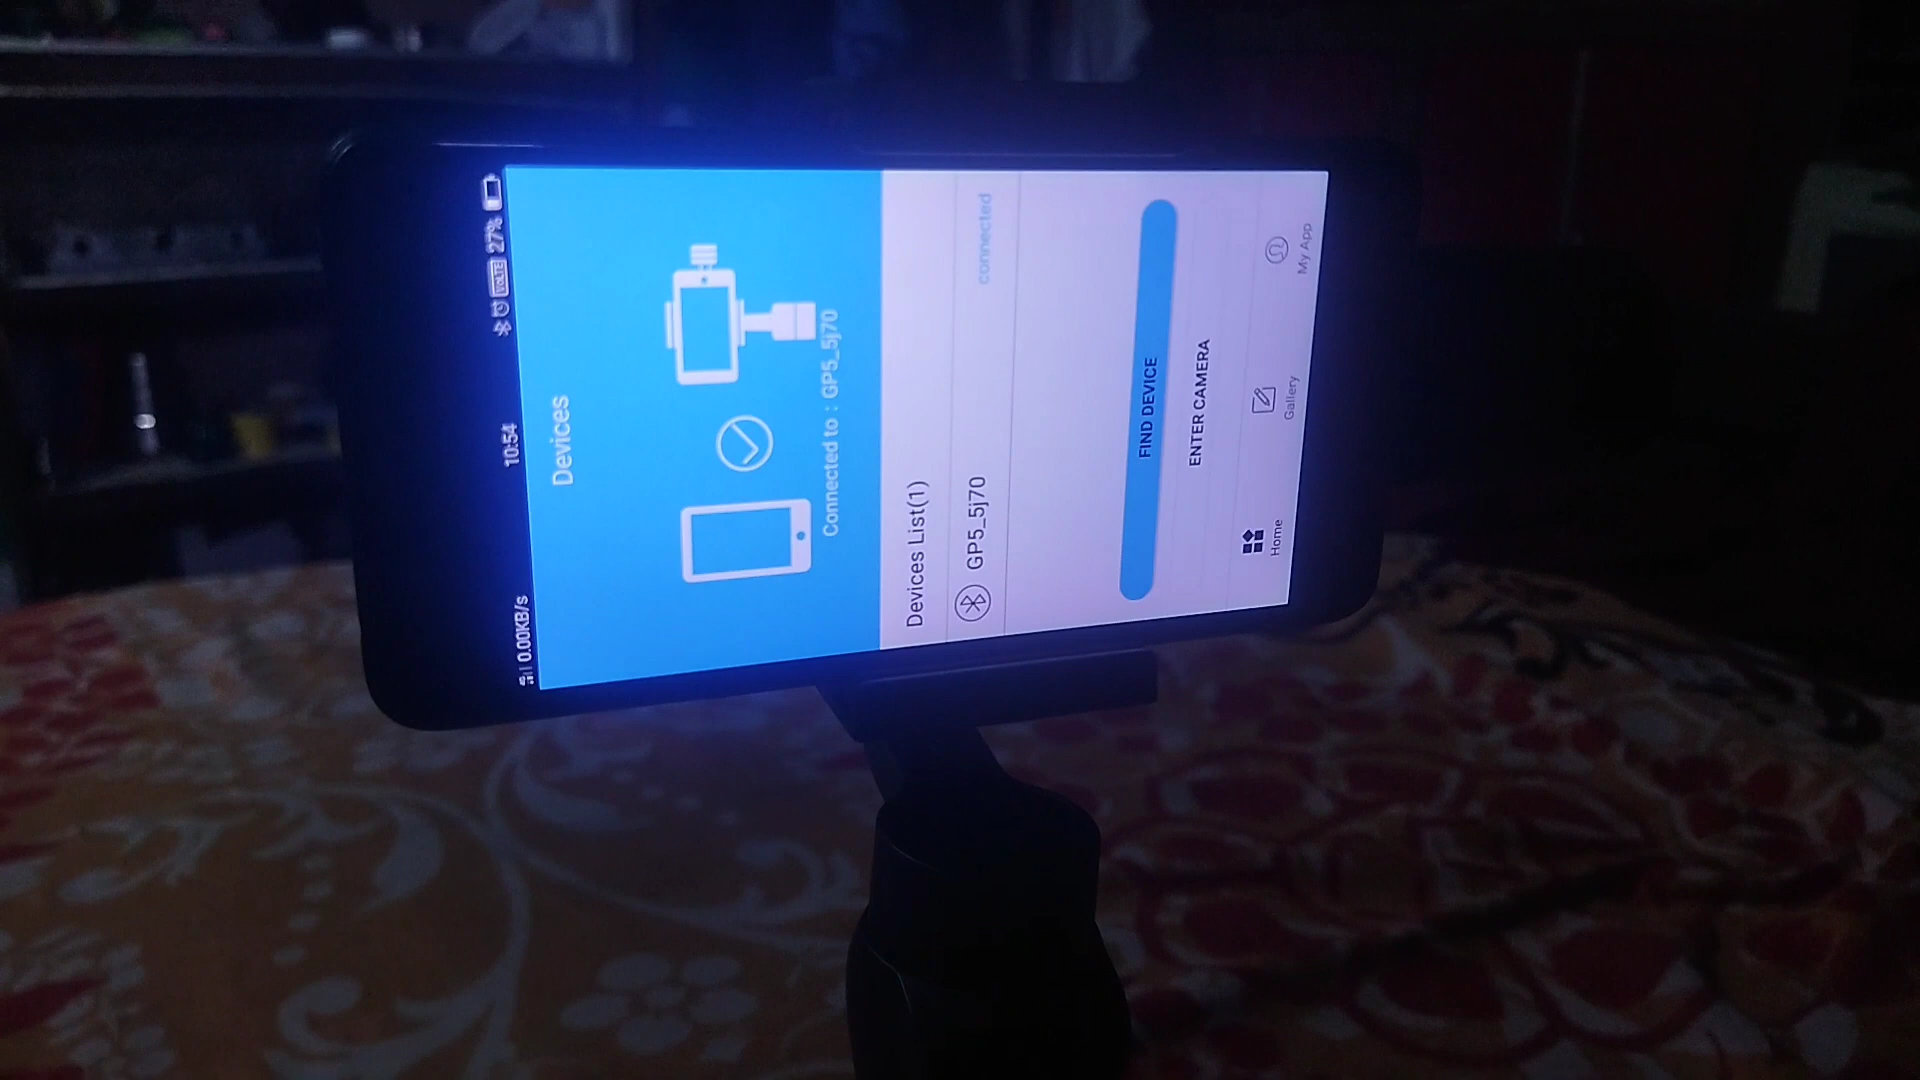 0.00KB/s 10:54 VoLTE 27%
Devices
Connected to : GP5_5j70
Devices List(1)
GP5_5j70 connected
FIND DEVICE
ENTER CAMERA
Home Gallery My App